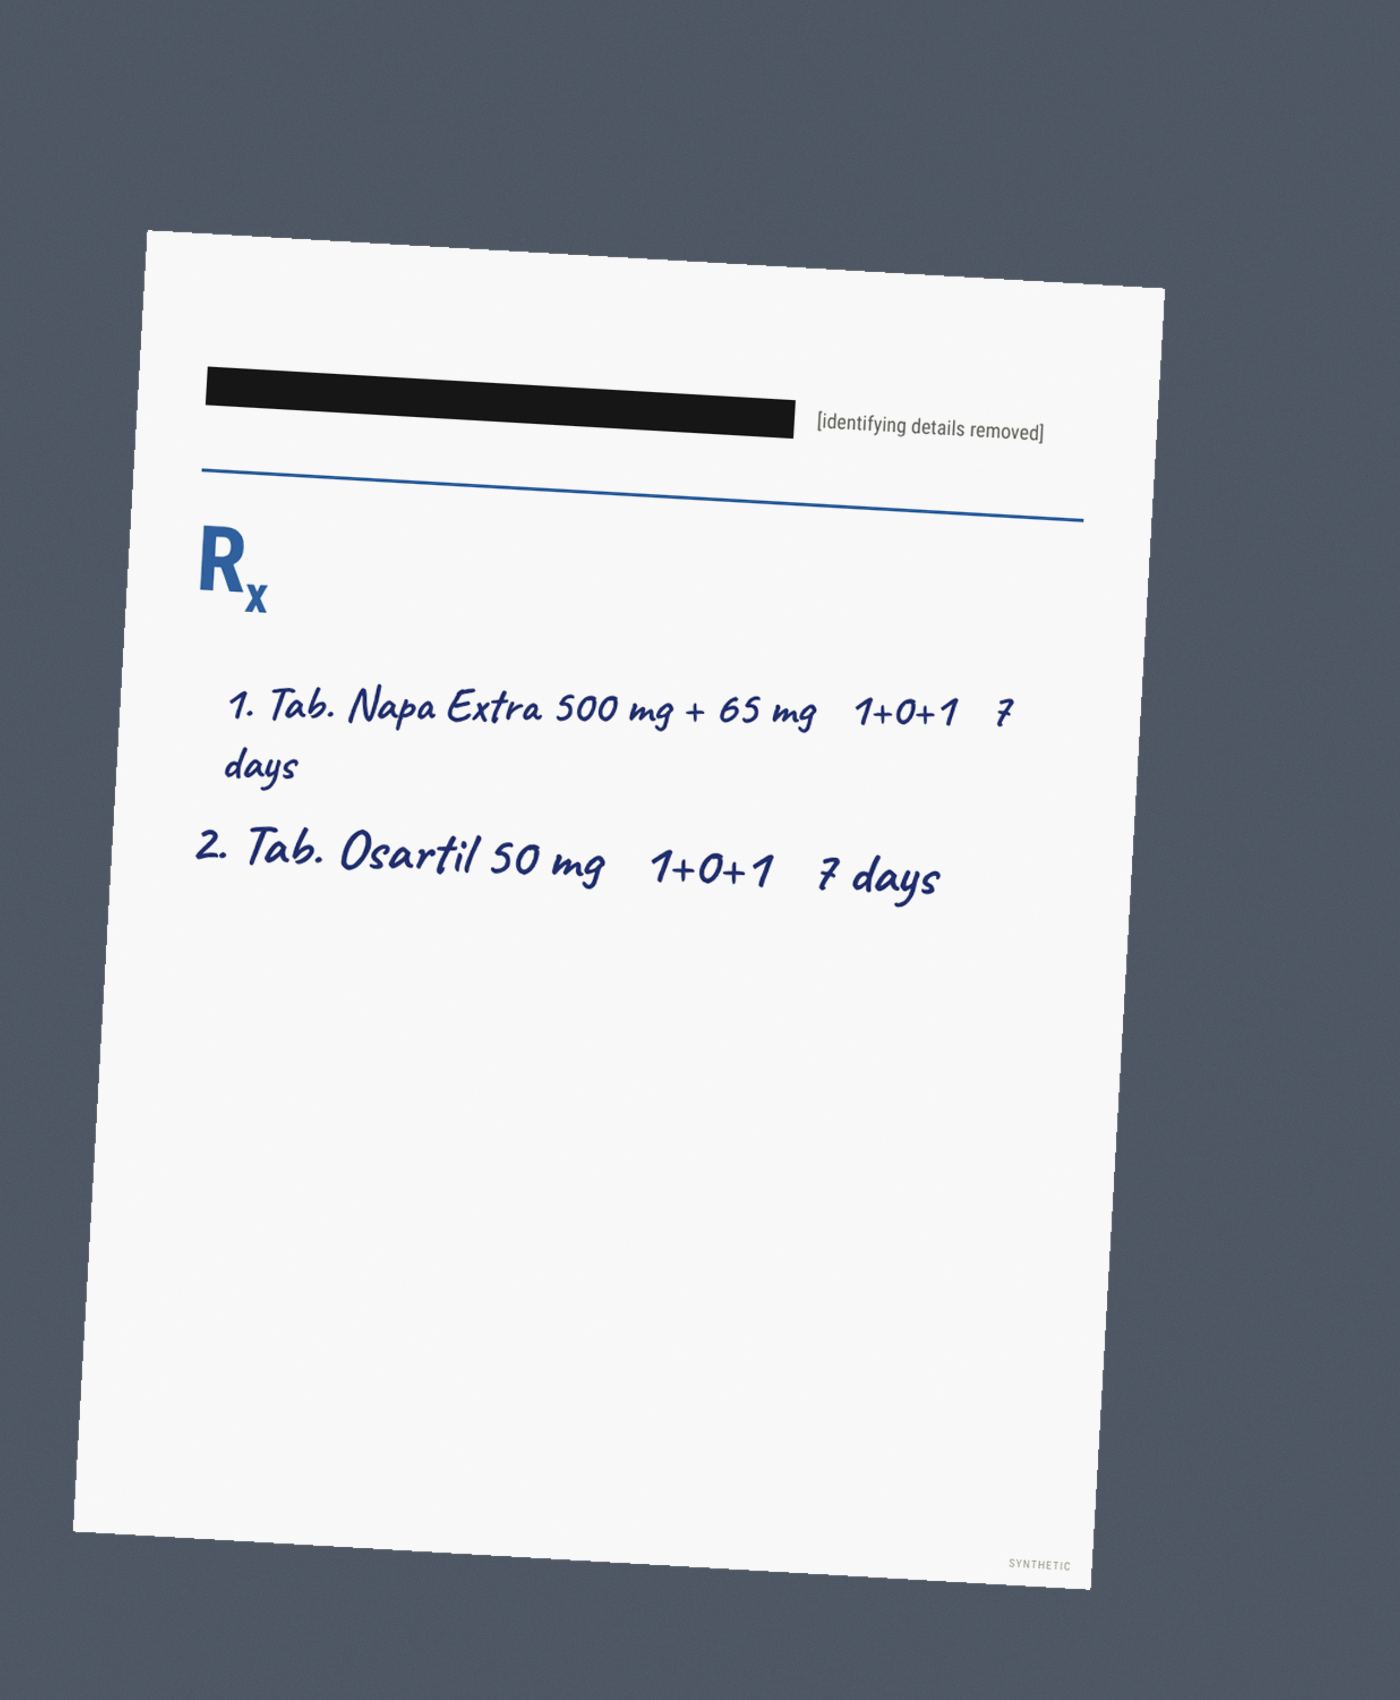 [identifying details removed]
Rx
1. Tab. Napa Extra 500 mg + 65 mg 1+0+1 7
days
2. Tab. Osartil 50 mg 1+0+1 7 days
SYNTHETIC